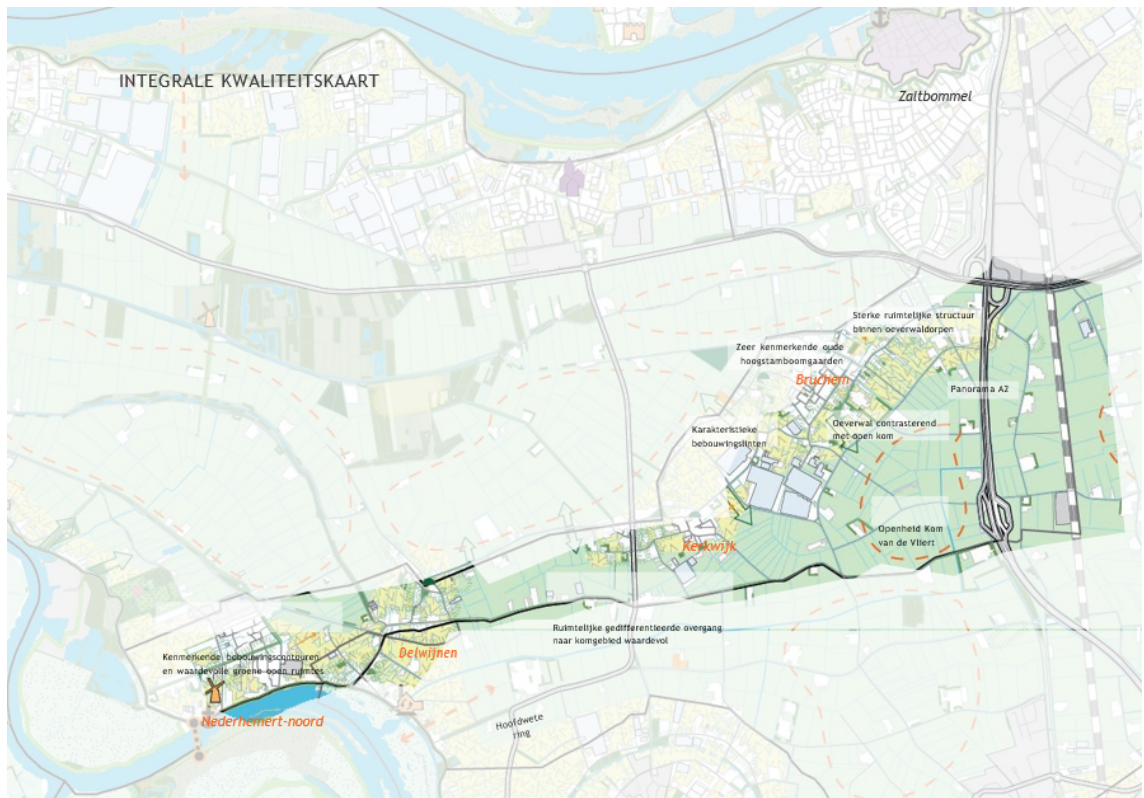 INTEGRALE KWALITEITSKAART
Zaltbommel
Sterke ruimtelijke structuur
binnen oeverwaldorpen
Zeer kenmerkende oude
hoogstamboomgaarden
Bruchem
Panorama A2
Karakteristieke
bebouwingslinten
Oeverwal contrasterend
met open kom
Openheid Kom
van de Vliert
Kerkwijk
Ruimtelijke gedifferentieerde overgang
naar komgebied waardevol
Delwijnen
Kenmerkende bebouwingscontouren
en waardevolle groene open ruimtes
Nederhemert-noord
Hoofdwete
ring